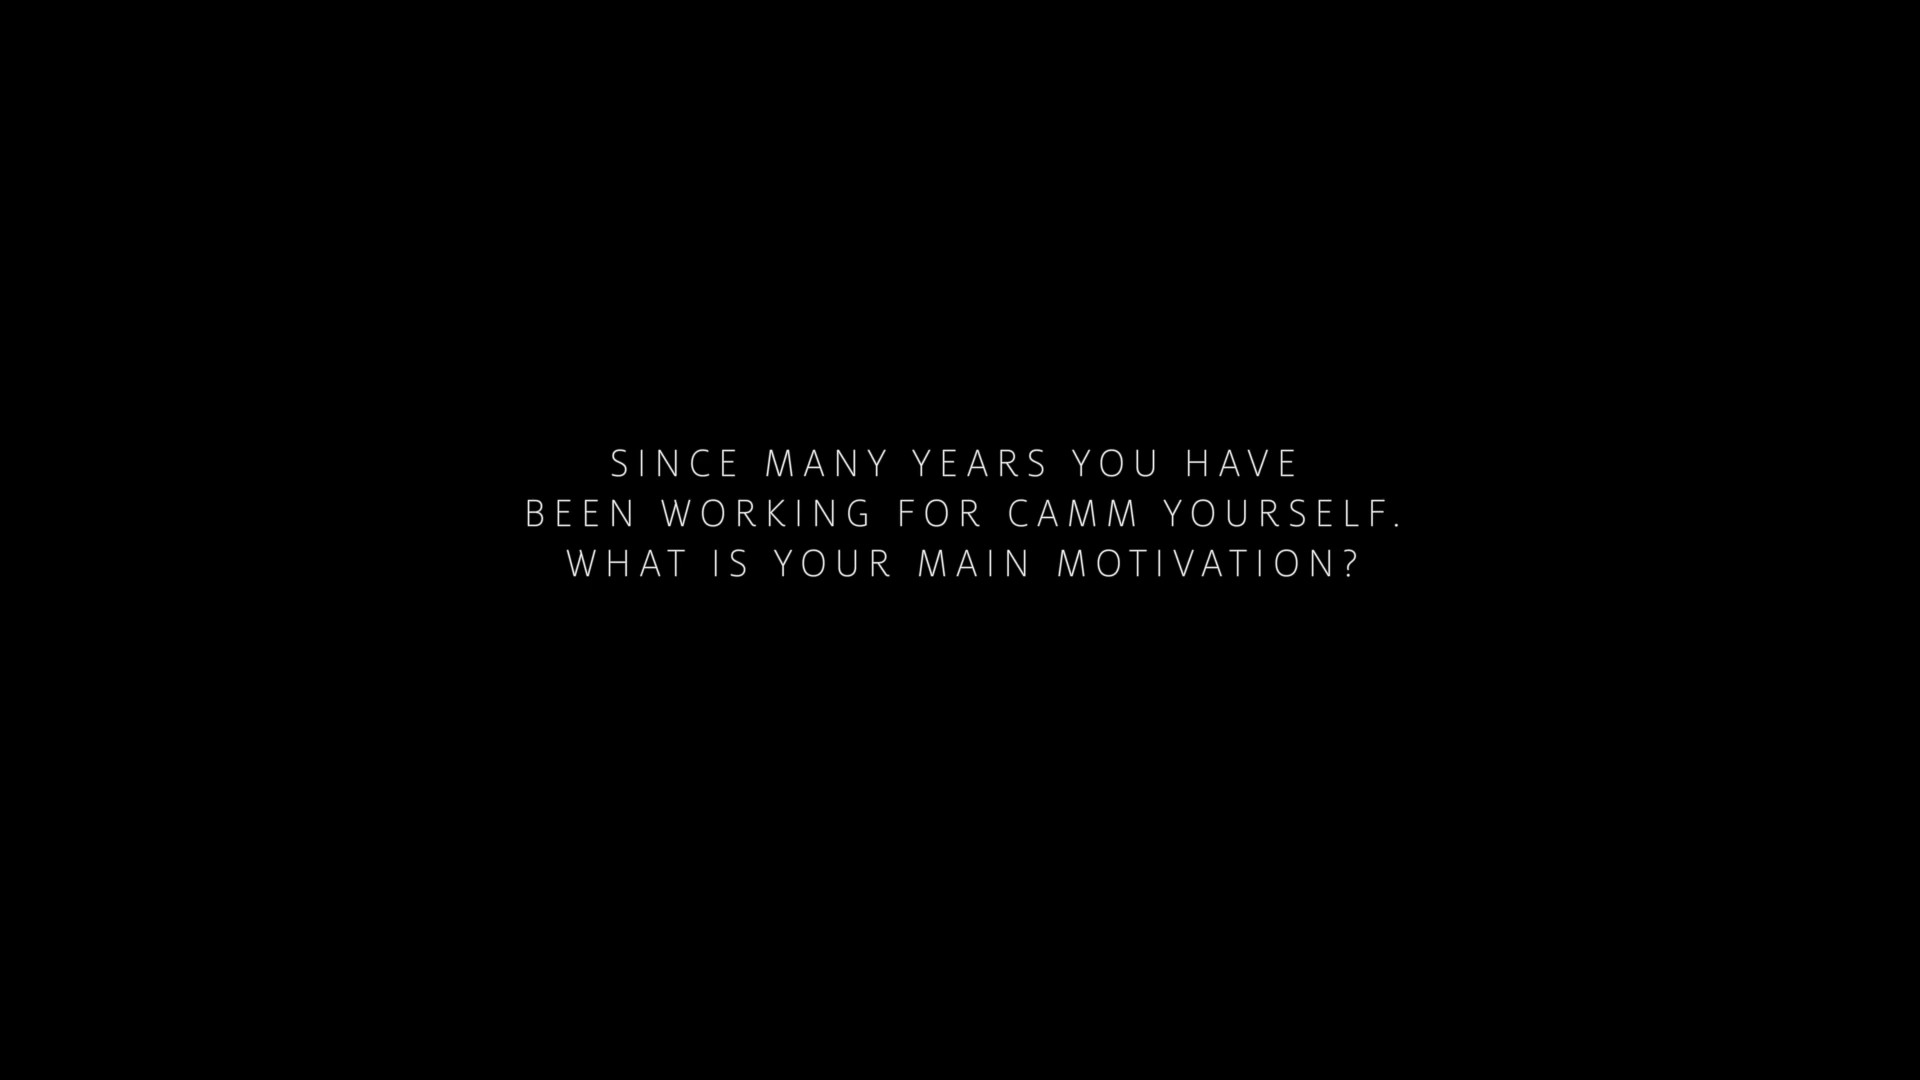 SINCE MANY YEARS YOU HAVE
BEEN WORKING FOR CAMM YOURSELF.
WHAT IS YOUR MAIN MOTIVATION?